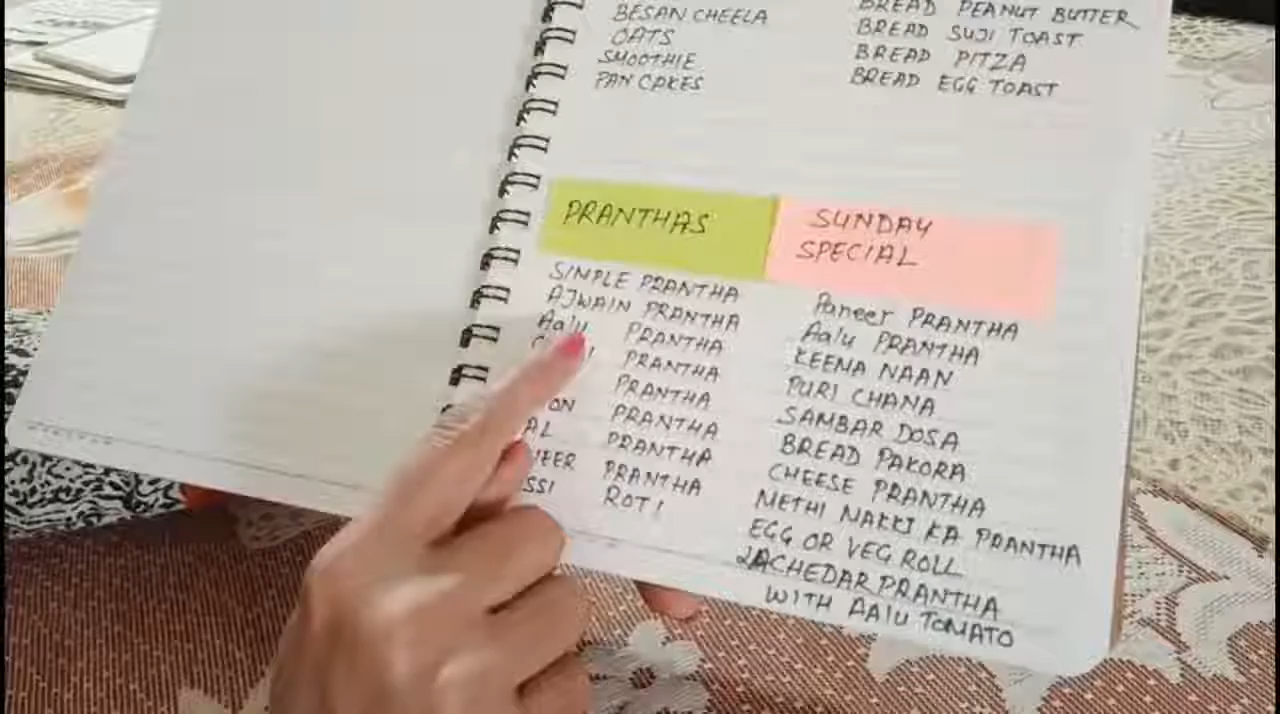 BESAN CHEELA
OATS
SMOOTHIE
PAN CAKES
BREAD PEANUT BUTTER
BREAD SUJI TOAST
BREAD PITZA
BREAD EGG TOAST
PRANTHAS
SINPLE PRANTHA
AJWAIN PRANTHA
Aalu PRANTHA
PRANTHA
PRANTHA
PRANTHA
PRANTHA
PRANTHA
ROTI
SUNDAY
SPECIAL
Paneer PRANTHA
AalU PRANTHA
KEENA NAAN
PURI CHANA
SAMBAR DOSA
BREAD PAKORA
CHEESE PRANTHA
METHI MAKKI KA PRANTHA
EGG OR VEG ROLL
LACHEDAR PRANTHA
WITH AAlU TOMATO